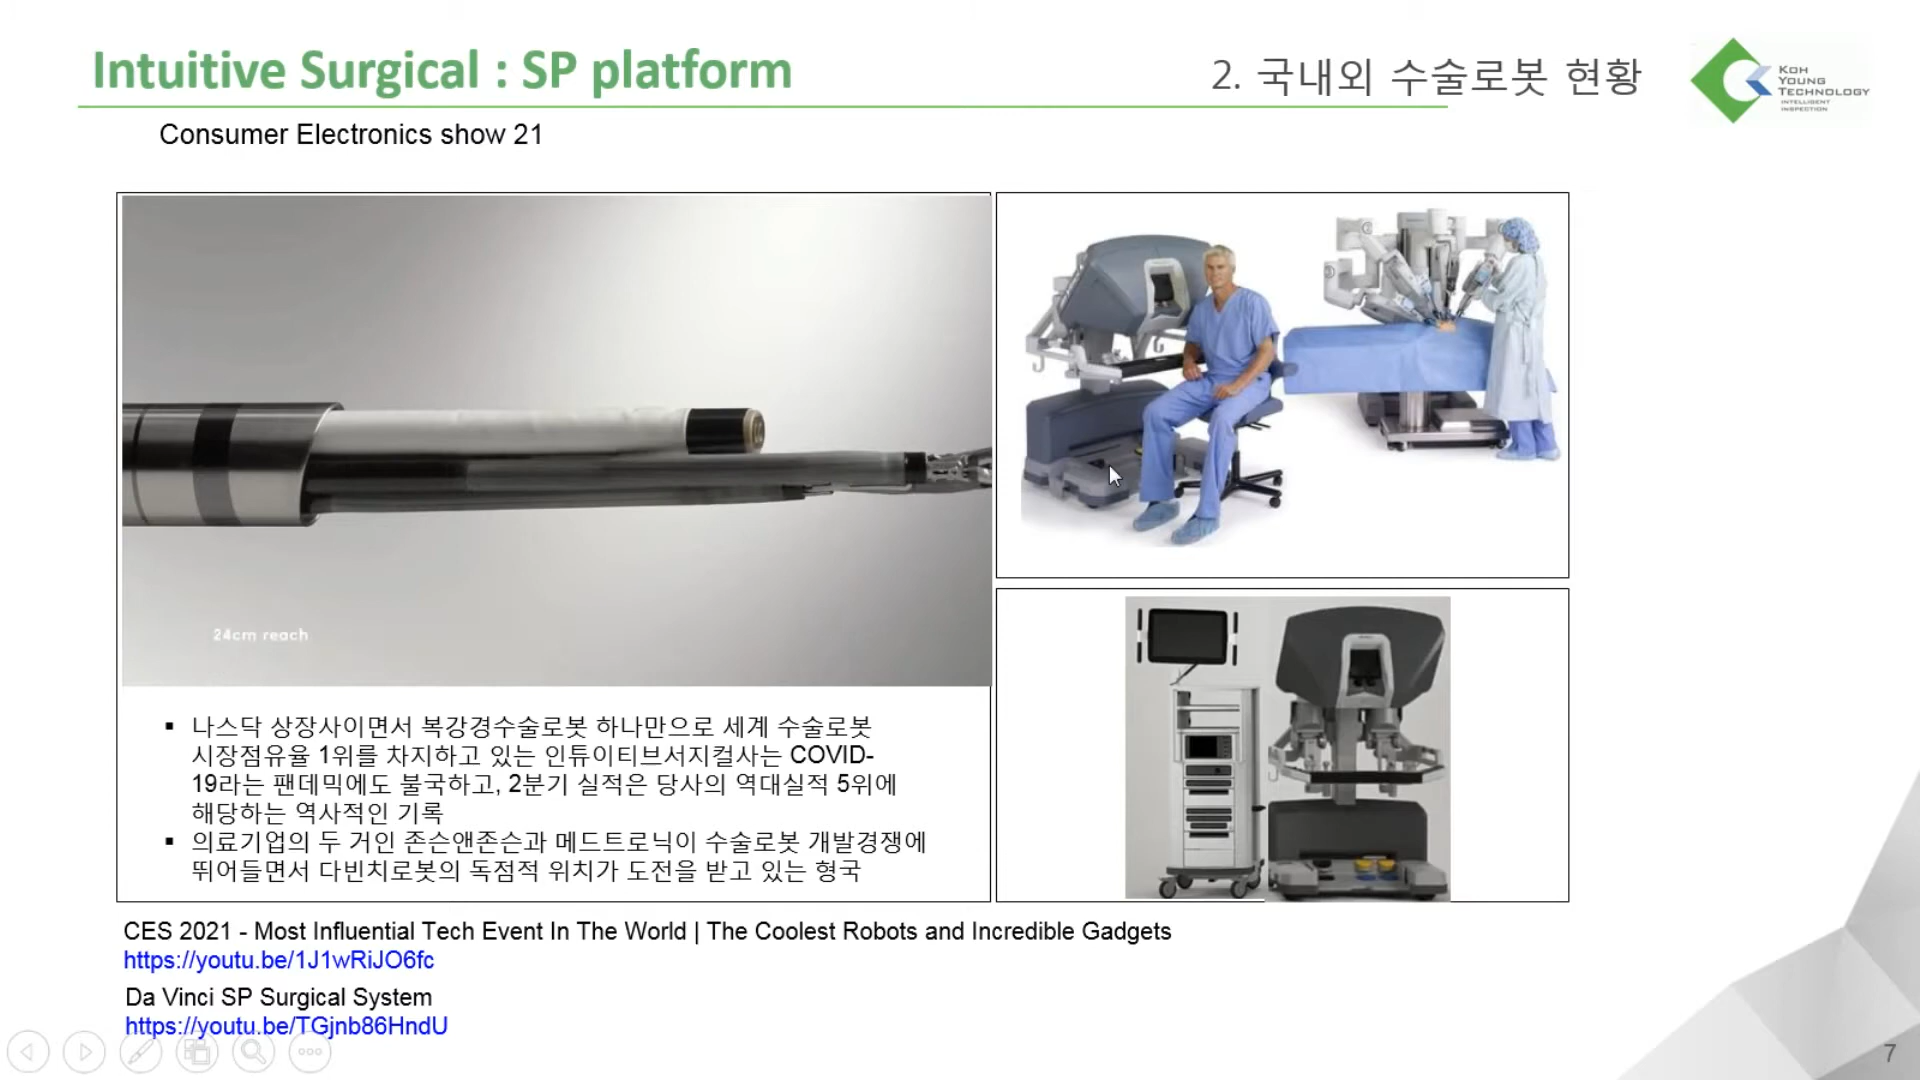 Intuitive Surgical : SP platform
2. 국내외 수술로봇 현황
KOH
YOUNG
TECHNOLOGY
INTELLIGENT
INSPECTION
Consumer Electronics show 21
24cm reach
▪ 나스닥 상장사이면서 복강경수술로봇 하나만으로 세계 수술로봇
시장점유율 1위를 차지하고 있는 인튜이티브서지컬사는 COVID-
19라는 팬데믹에도 불국하고, 2분기 실적은 당사의 역대실적 5위에
해당하는 역사적인 기록
▪ 의료기업의 두 거인 존슨앤존슨과 메드트로닉이 수술로봇 개발경쟁에
뛰어들면서 다빈치로봇의 독점적 위치가 도전을 받고 있는 형국
CES 2021 - Most Influential Tech Event In The World | The Coolest Robots and Incredible Gadgets
https://youtu.be/1J1wRiJO6fc
Da Vinci SP Surgical System
https://youtu.be/TGjnb86HndU
7